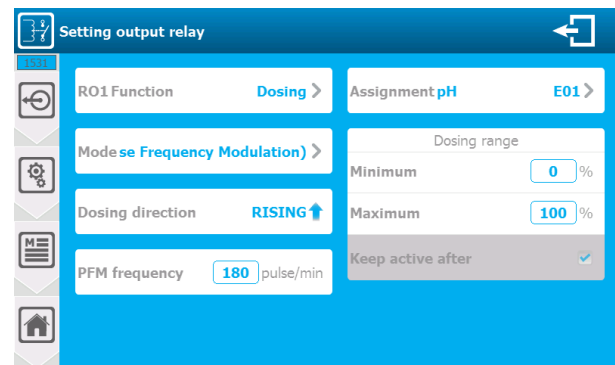 Setting output relay
1531
RO1 Function Dosing
Assignment pH E01
Mode se Frequency Modulation)
Dosing range
Minimum 0 %
Dosing direction RISING
Maximum 100 %
PFM frequency 180 pulse/min
Keep active after
M